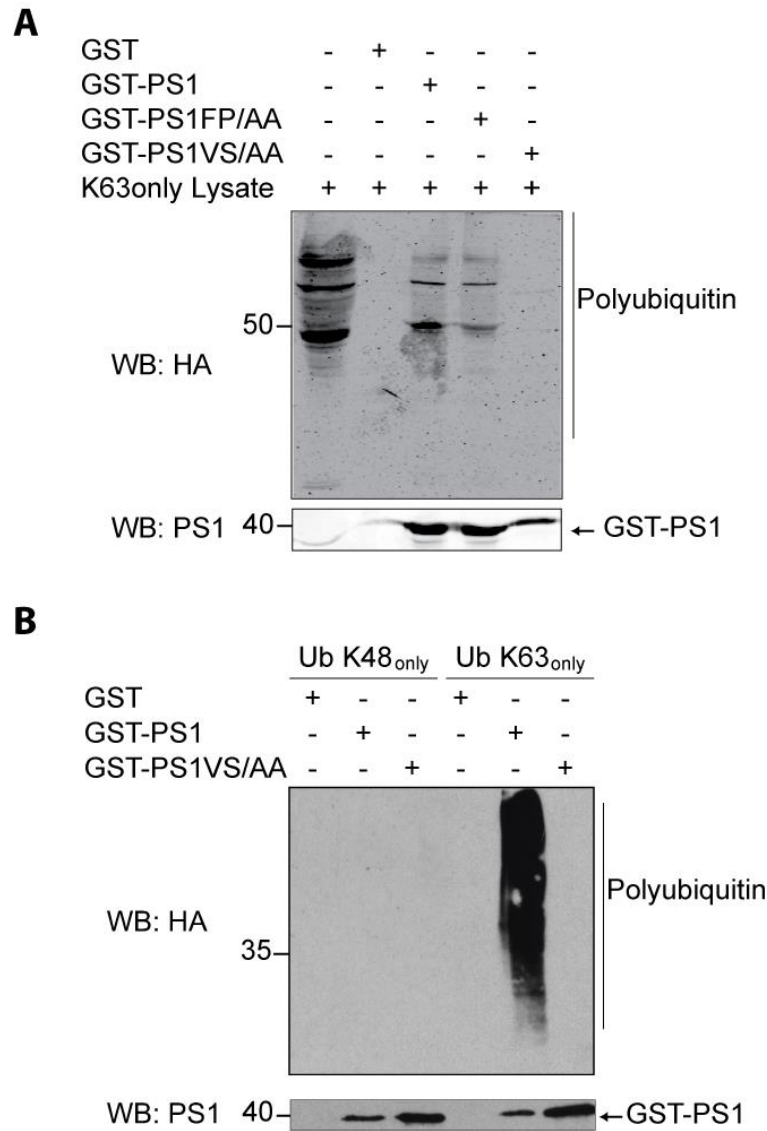 A
GST - + - - -
GST-PS1 - - + - -
GST-PS1FP/AA - - - + -
GST-PS1VS/AA - - - - +
K63only Lysate + + + + +
Polyubiquitin
50
WB: HA
WB: PS1 40 ← GST-PS1
B
Ub K48only Ub K63only
GST + - - + - -
GST-PS1 - + - - + -
GST-PS1VS/AA - - + - - +
Polyubiquitin
WB: HA
35
WB: PS1 40 ← GST-PS1